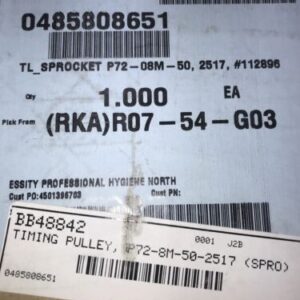 0485808651
TL_SPROCKET P72-08M-50, 2517, #112896
Qty 1.000 EA
Pick From (RKA)R07-54-G03
ESSITY PROFESSIONAL HYGIENE NORTH
Cust PO:4501396703 Cust PN:
BB48842 0001 J2B
TIMING PULLEY, P72-8M-50-2517 (SPRO)
0485808651